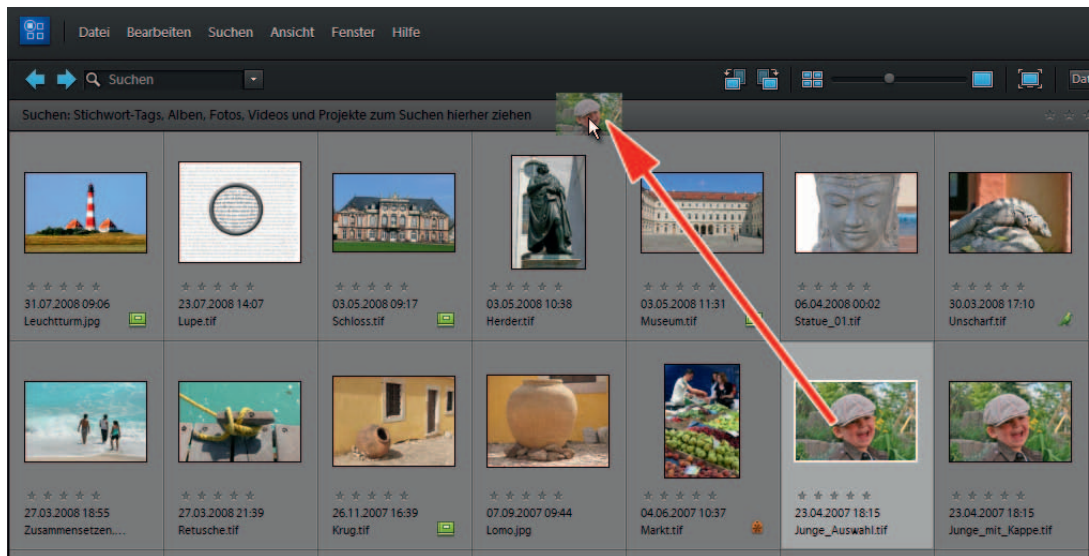 Datei Bearbeiten Suchen Ansicht Fenster Hilfe
Suchen
Suchen: Stichwort-Tags, Alben, Fotos, Videos und Projekte zum Suchen hierher ziehen
31.07.2008 09:06 23.07.2008 14:07 03.05.2008 09:17 03.05.2008 10:38 03.05.2008 11:31 06.04.2008 00:02 30.03.2008 17:10
Leuchtturm.jpg Lupe.tif Schloss.tif Herder.tif Museum.tif Statue_01.tif Unscharf.tif
27.03.2008 18:55 27.03.2008 21:39 26.11.2007 16:39 07.09.2007 09:44 04.06.2007 10:37 23.04.2007 18:15 23.04.2007 18:15
Zusammensetzen.... Retusche.tif Krug.tif Lomo.jpg Markt.tif Junge_Auswahl.tif Junge_mit_Kappe.tif